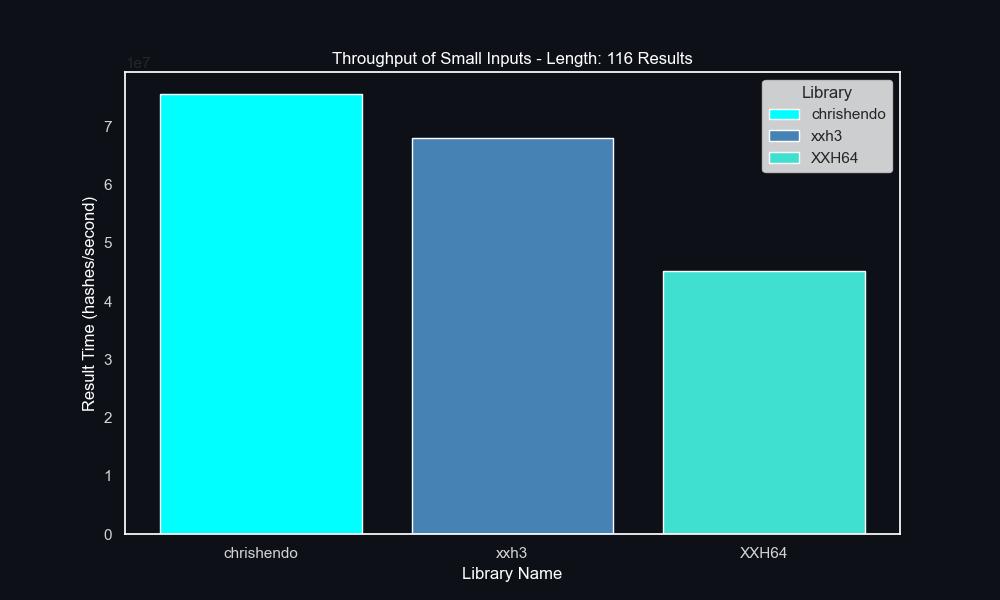 Throughput of Small Inputs - Length: 116 Results
1e7
Library
chrishendo
xxh3
XXH64
7
6
5
4
3
2
1
0
Result Time (hashes/second)
chrishendo
xxh3
XXH64
Library Name